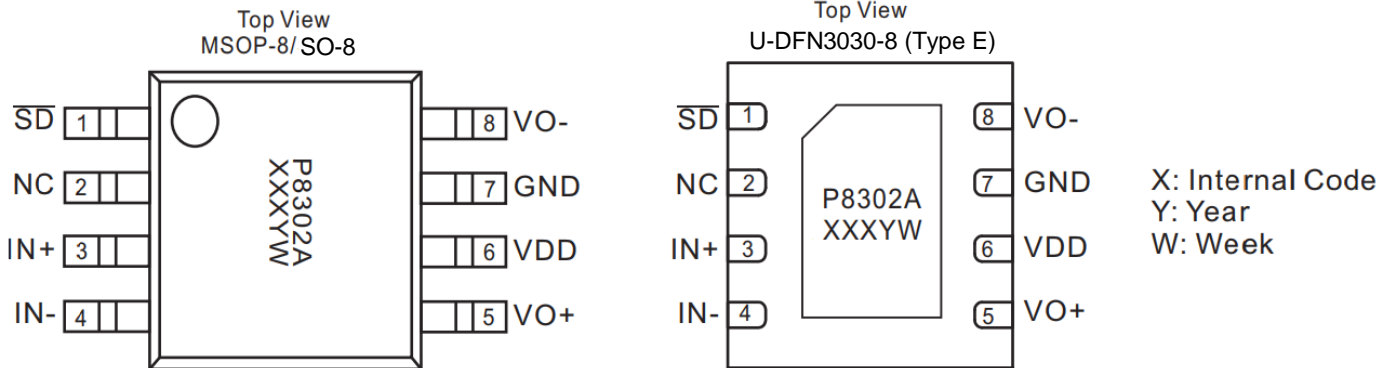 Top View
MSOP-8/ SO-8
S̅D̅ 1
NC 2
IN+ 3
IN- 4
P8302A
XXXYW
8 VO-
7 GND
6 VDD
5 VO+
Top View
U-DFN3030-8 (Type E)
S̅D̅ 1
NC 2
IN+ 3
IN- 4
P8302A
XXXYW
8 VO-
7 GND
6 VDD
5 VO+
X: Internal Code
Y: Year
W: Week